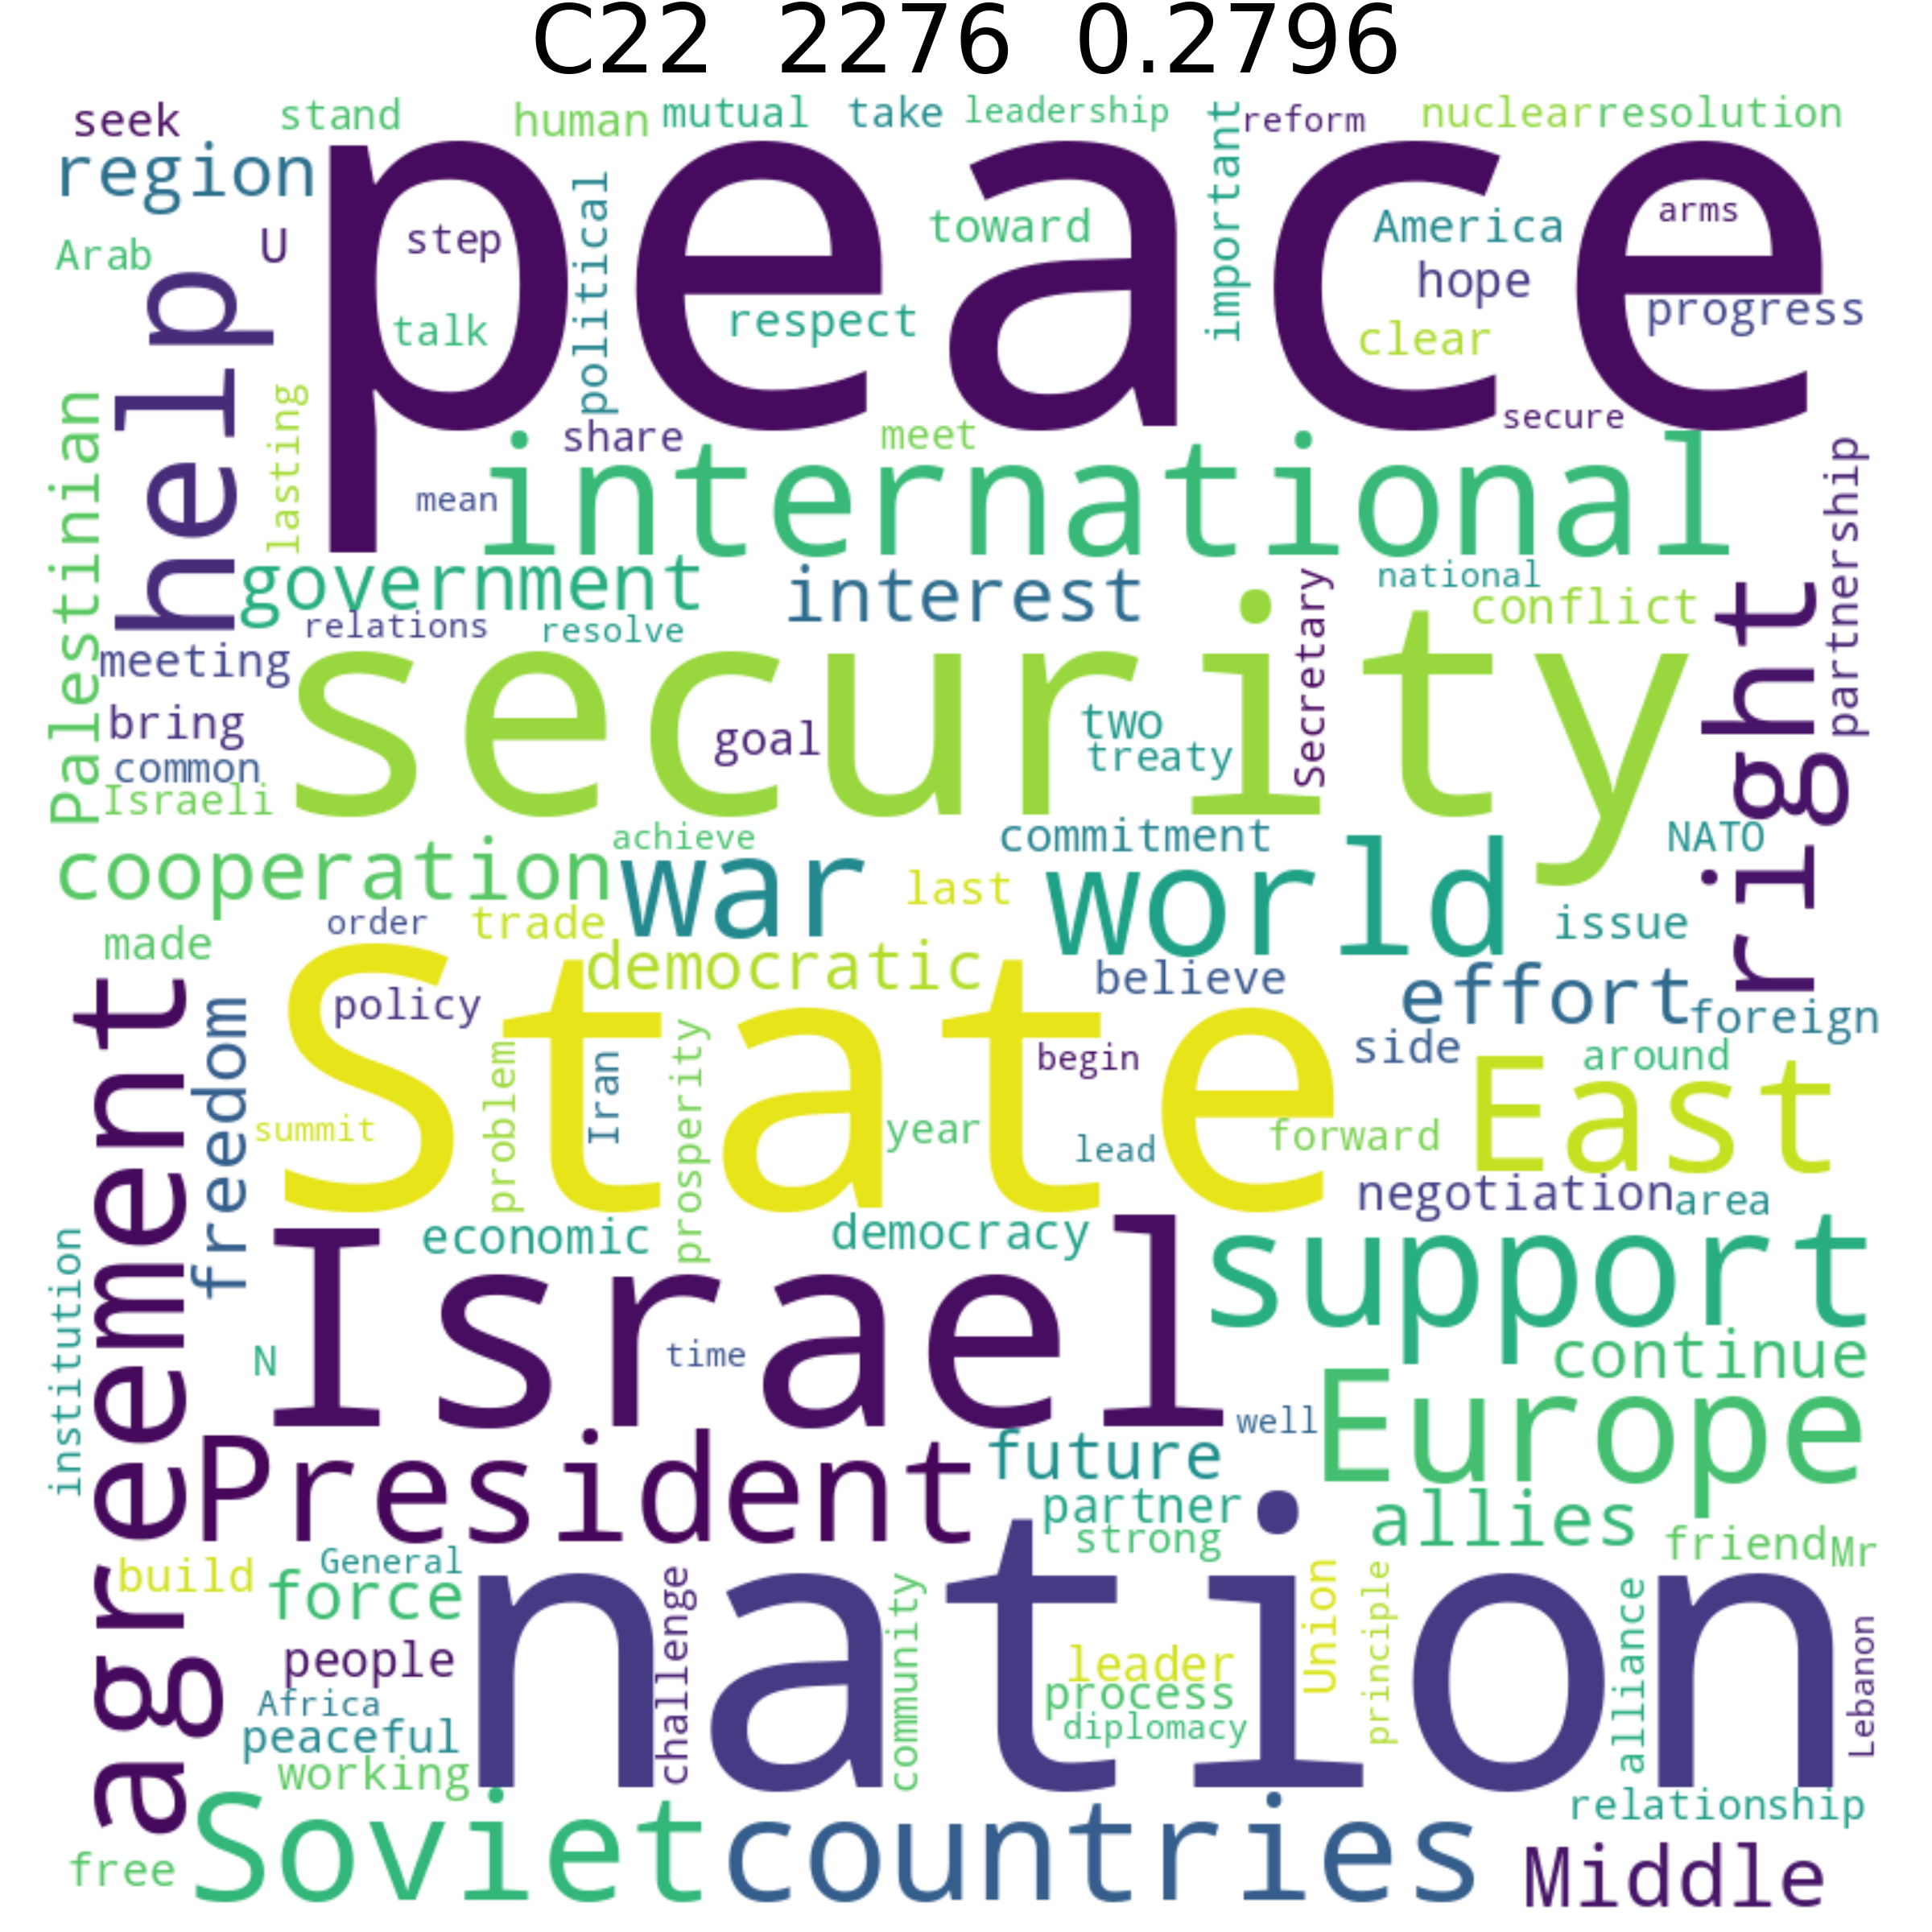 C22 2276 0.2796
seek
stand
human
mutual
take
leadership
important
reform
nuclear
resolution
region
peace
Arab
U
step
political
toward
America
arms
hope
help
talk
respect
clear
progress
Palestinian
lasting
share
meet
secure
partnership
mean
international
government
interest
Secretary
national
conflict
right
relations
resolve
meeting
security
bring
goal
two
treaty
common
Israeli
achieve
commitment
NATO
cooperation
war
last
world
order
trade
issue
made
democratic
believe
effort
agreement
freedom
State
policy
foreign
problem
Iran
prosperity
begin
side
around
East
summit
year
lead
forward
negotiation
area
institution
economic
democracy
support
Israel
N
time
continue
Europe
well
President
future
partner
allies
strong
friend
Mr
build
General
force
nation
challenge
community
Union
principle
alliance
Lebanon
people
leader
process
Africa
diplomacy
peaceful
working
relationship
Soviet
countries
free
Middle